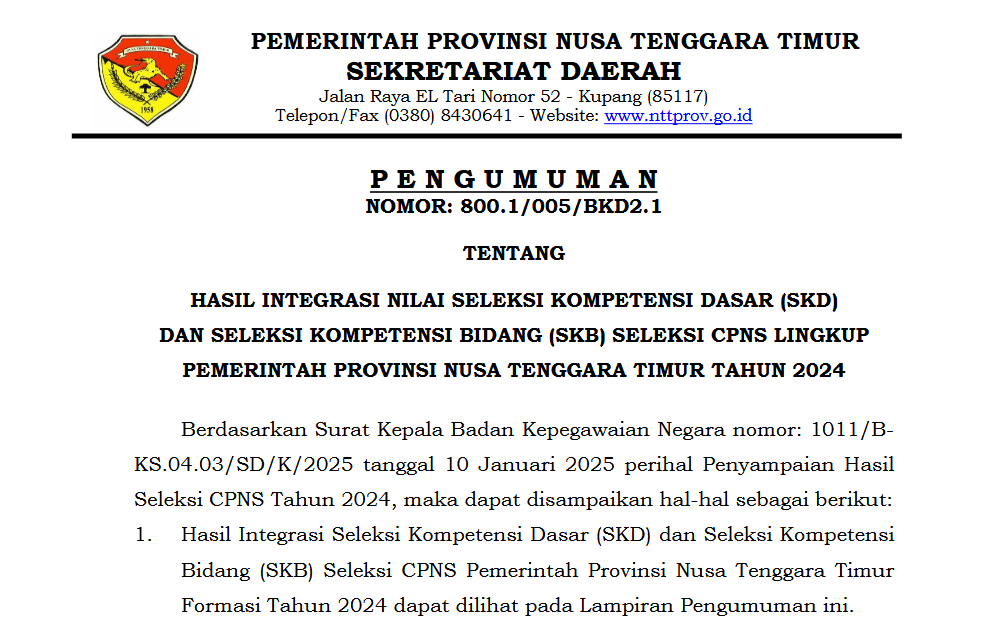 PEMERINTAH PROVINSI NUSA TENGGARA TIMUR
SEKRETARIAT DAERAH
Jalan Raya EL Tari Nomor 52 - Kupang (85117)
Telepon/Fax (0380) 8430641 - Website: www.nttprov.go.id
1958
P E N G U M U M A N
NOMOR: 800.1/005/BKD2.1
TENTANG
HASIL INTEGRASI NILAI SELEKSI KOMPETENSI DASAR (SKD)
DAN SELEKSI KOMPETENSI BIDANG (SKB) SELEKSI CPNS LINGKUP
PEMERINTAH PROVINSI NUSA TENGGARA TIMUR TAHUN 2024
Berdasarkan Surat Kepala Badan Kepegawaian Negara nomor: 1011/B-
KS.04.03/SD/K/2025 tanggal 10 Januari 2025 perihal Penyampaian Hasil
Seleksi CPNS Tahun 2024, maka dapat disampaikan hal-hal sebagai berikut:
1. Hasil Integrasi Seleksi Kompetensi Dasar (SKD) dan Seleksi Kompetensi
Bidang (SKB) Seleksi CPNS Pemerintah Provinsi Nusa Tenggara Timur
Formasi Tahun 2024 dapat dilihat pada Lampiran Pengumuman ini.